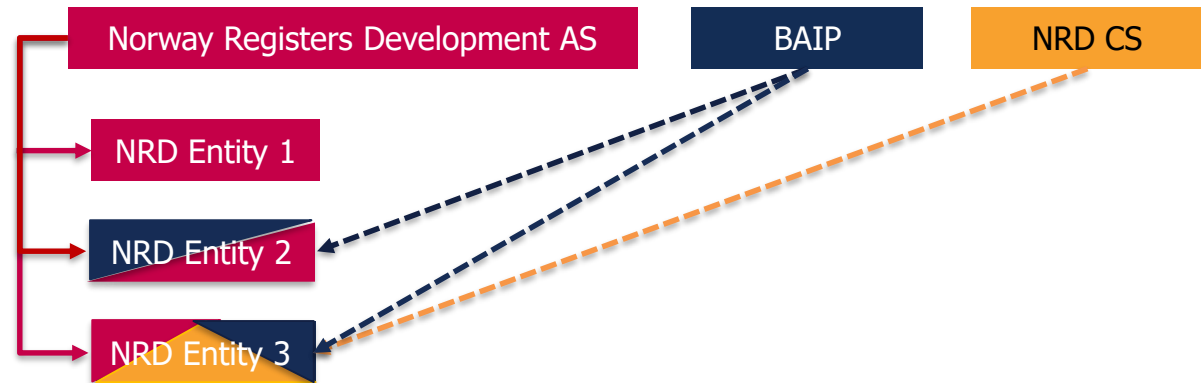 Norway Registers Development AS
BAIP
NRD CS
NRD Entity 1
NRD Entity 2
NRD Entity 3